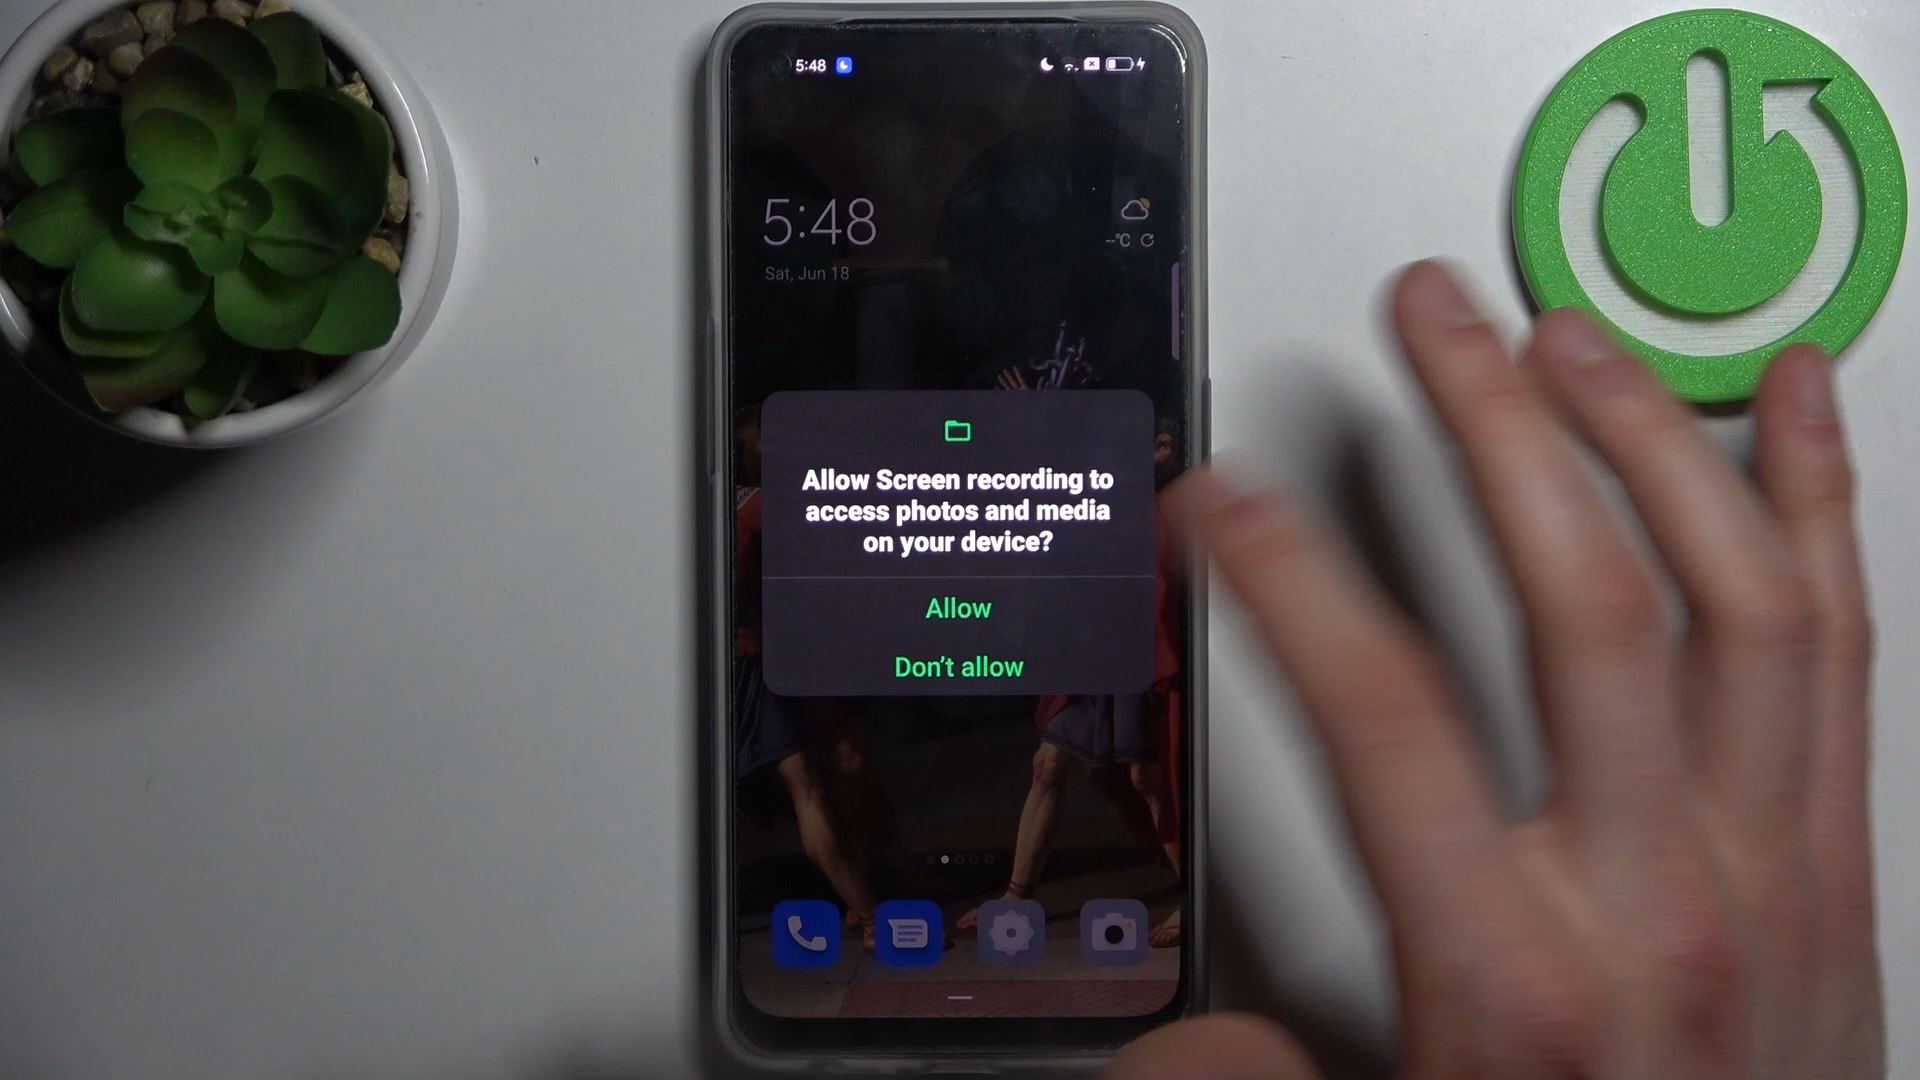 5:48
5:48
--°C
Sat, Jun 18
Allow Screen recording to
access photos and media
on your device?
Allow
Don't allow